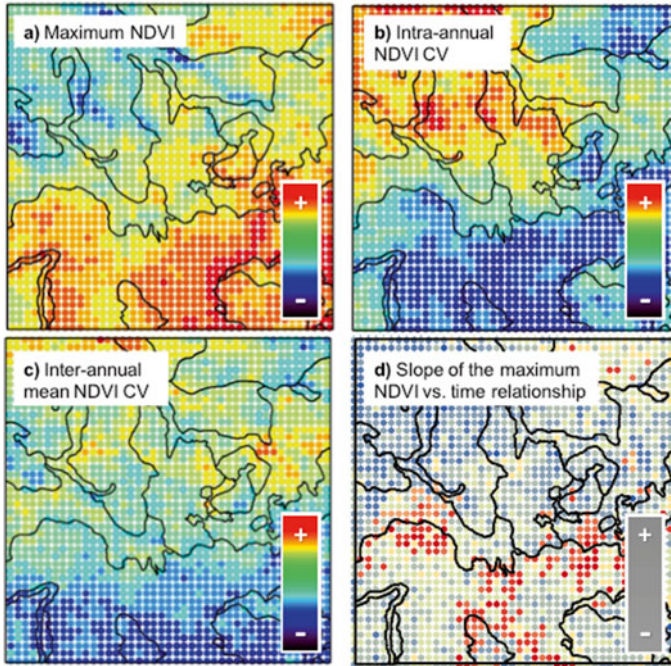 a) Maximum NDVI
+
-
b) Intra-annual
NDVI CV
+
-
c) Inter-annual
mean NDVI CV
+
-
d) Slope of the maximum
NDVI vs. time relationship
+
-